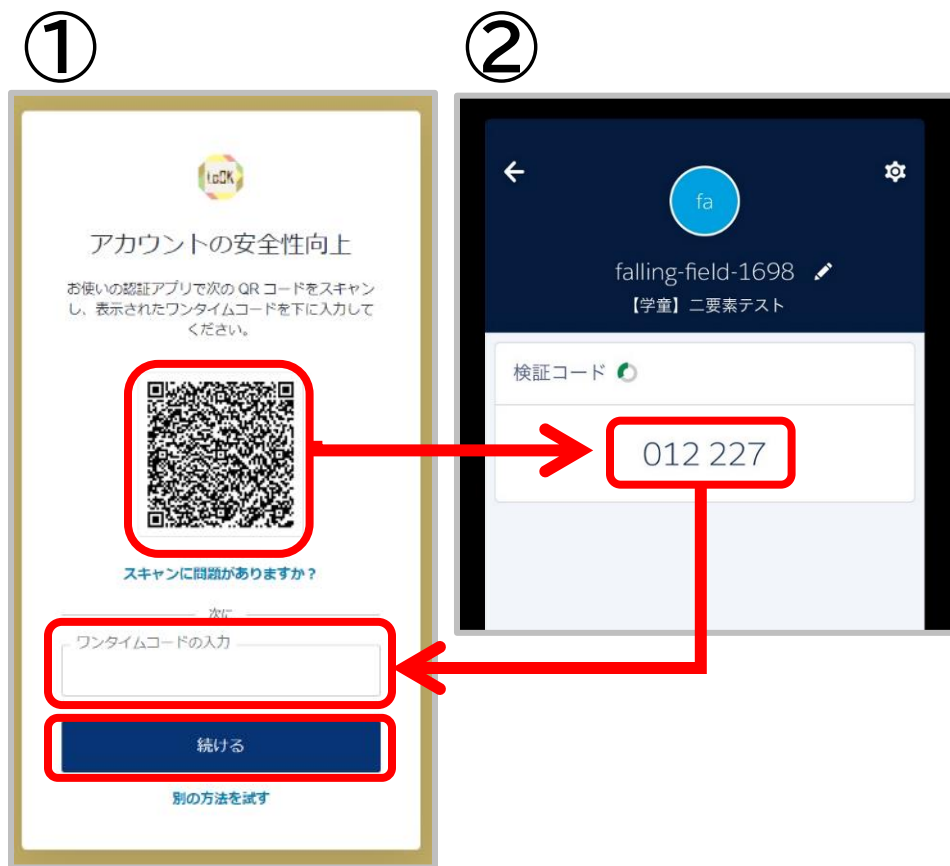 ①
toOK
アカウントの安全性向上
お使いの認証アプリで次の QR コードをスキャン
し、表示されたワンタイムコードを下に入力して
ください。
スキャンに問題がありますか？
次に
ワンタイムコードの入力
続ける
別の方法を試す
②
fa
falling-field-1698
【学童】二要素テスト
検証コード
012 227